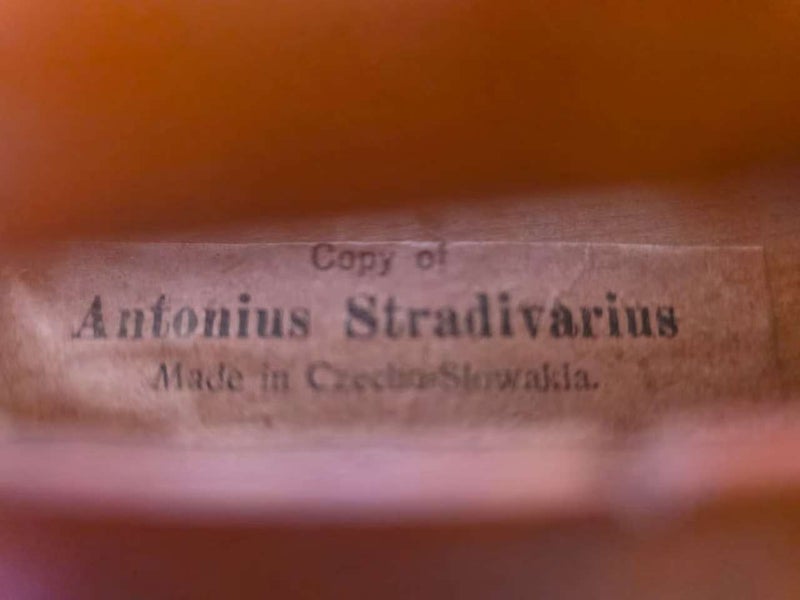 Copy of
Antonius Stradivarius
Made in Czecho-Slowakia.